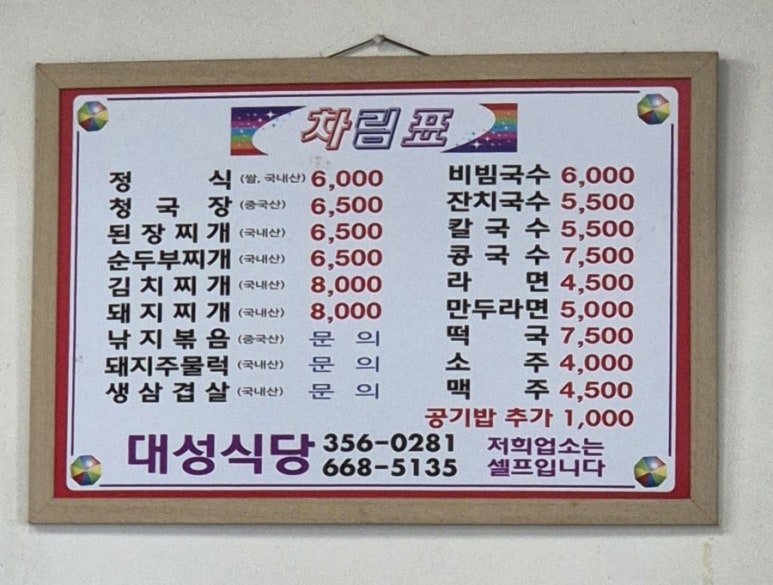 차림표
정식 (쌀, 국내산) 6,000
청국장 (중국산) 6,500
된장찌개 (국내산) 6,500
순두부찌개 (국내산) 6,500
김치찌개 (국내산) 8,000
돼지찌개 (국내산) 8,000
낚지볶음 (중국산) 문의
돼지주물럭 (국내산) 문의
생삼겹살 (국내산) 문의
비빔국수 6,000
잔치국수 5,500
칼국수 5,500
콩국수 7,500
라면 4,500
만두라면 5,000
떡국 7,500
소주 4,000
맥주 4,500
공기밥 추가 1,000
대성식당 356-0281
668-5135
저희업소는
셀프입니다